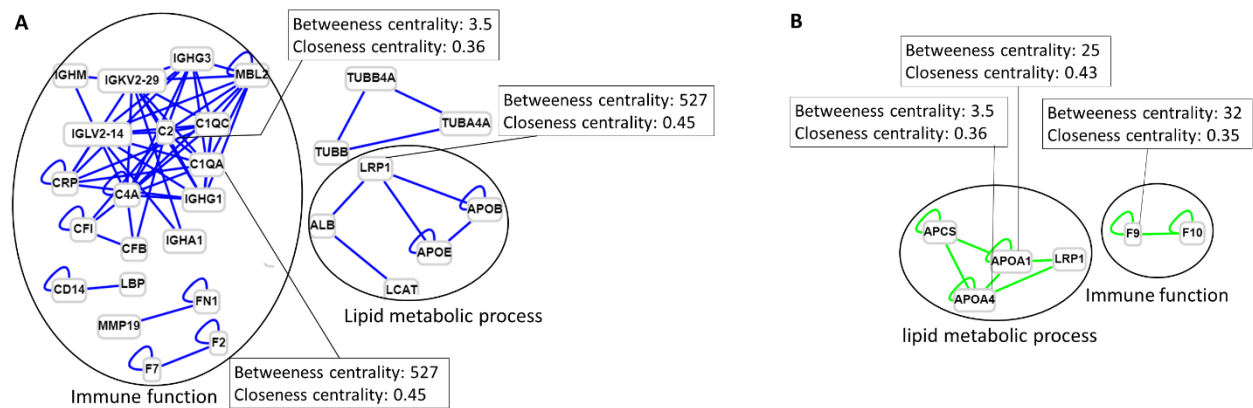 A
Betweeness centrality: 3.5
Closeness centrality: 0.36
IGHG3
IGHM
IGKV2-29
MBL2
TUBB4A
Betweeness centrality: 527
Closeness centrality: 0.45
IGLV2-14
C2
C1QC
TUBA4A
TUBB
C1QA
LRP1
CRP
C4A
IGHG1
APOB
CFI
ALB
CFB
IGHA1
APOE
CD14
LBP
LCAT
FN1
MMP19
Lipid metabolic process
F2
F7
Betweeness centrality: 527
Closeness centrality: 0.45
Immune function
B
Betweeness centrality: 25
Closeness centrality: 0.43
Betweeness centrality: 3.5
Closeness centrality: 0.36
Betweeness centrality: 32
Closeness centrality: 0.35
APCS
F9
F10
APOA1
LRP1
APOA4
Immune function
lipid metabolic process